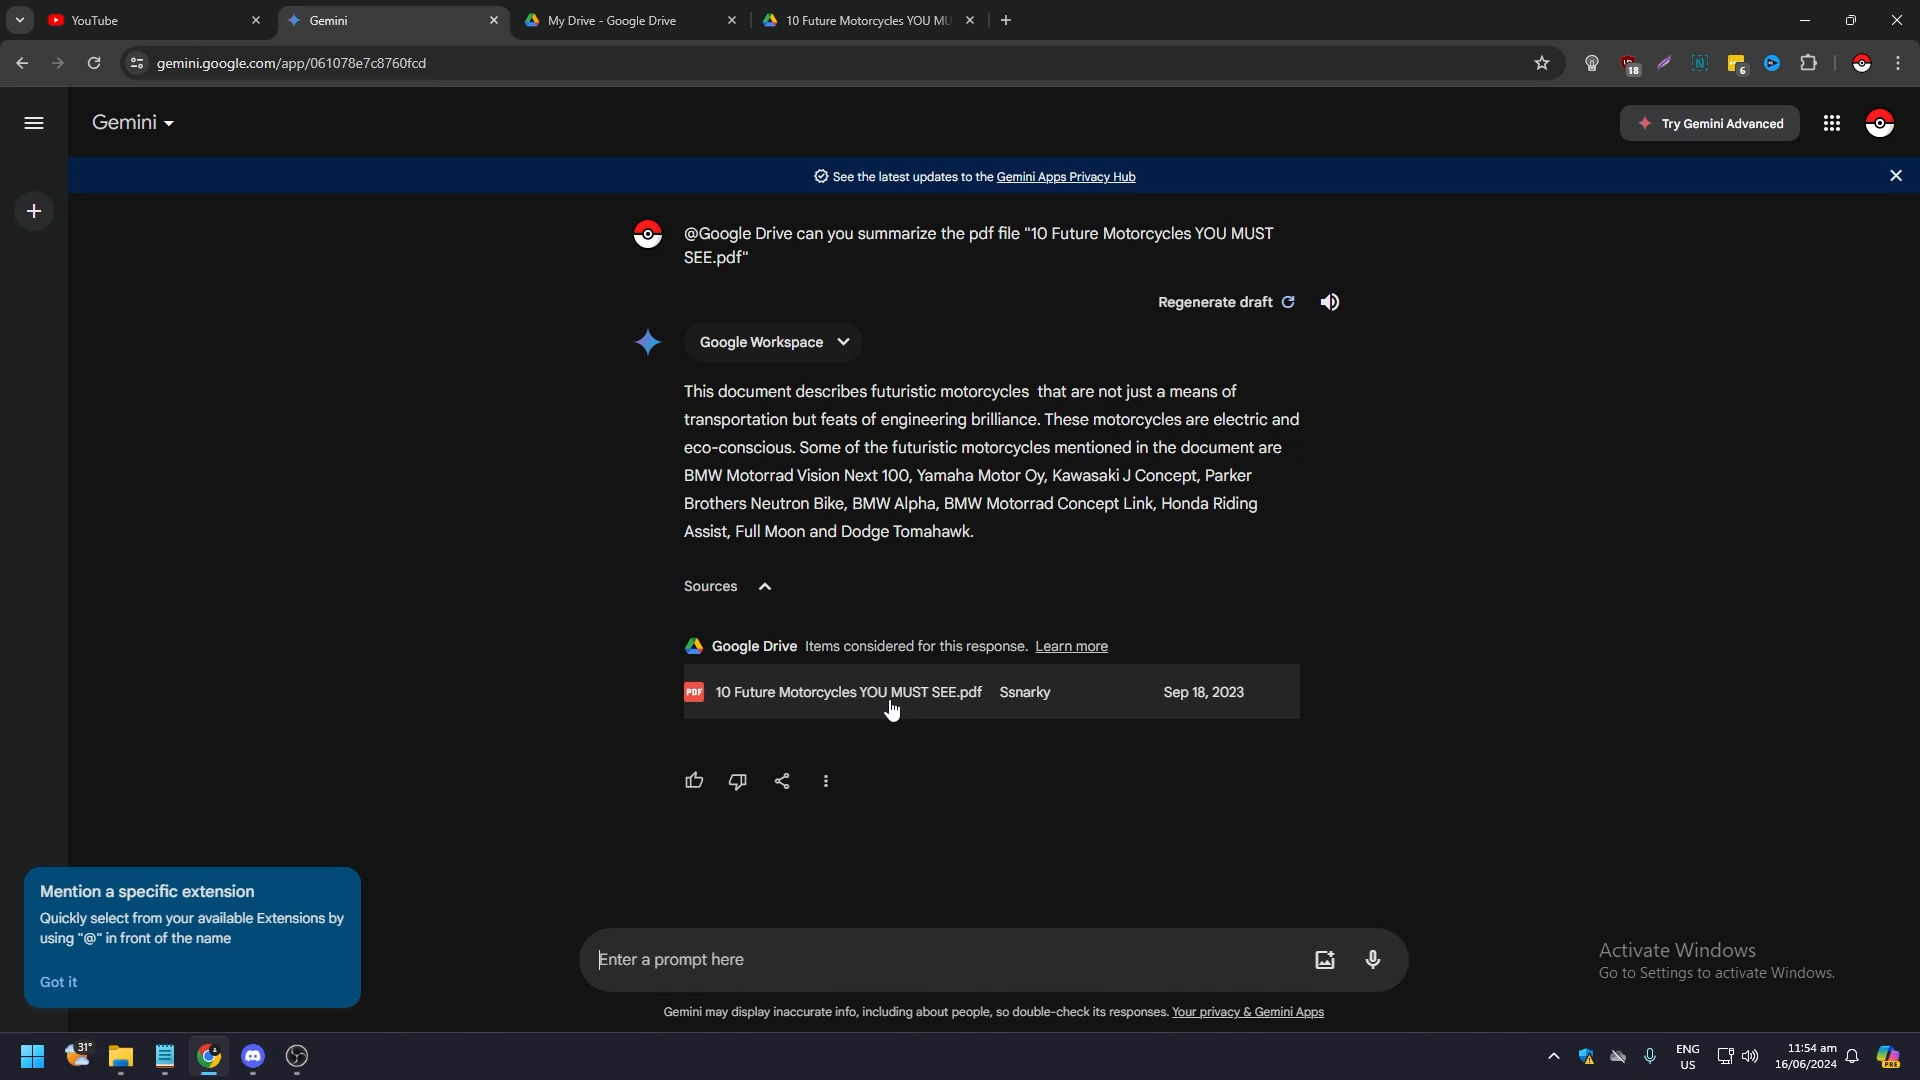 YouTube
Gemini
My Drive - Google Drive
10 Future Motorcycles YOU MU
gemini.google.com/app/061078e7c8760fcd
18
6
Gemini
Try Gemini Advanced
See the latest updates to the Gemini Apps Privacy Hub
@Google Drive can you summarize the pdf file "10 Future Motorcycles YOU MUST
SEE.pdf"
Regenerate draft
Google Workspace
This document describes futuristic motorcycles that are not just a means of
transportation but feats of engineering brilliance. These motorcycles are electric and
eco-conscious. Some of the futuristic motorcycles mentioned in the document are
BMW Motorrad Vision Next 100, Yamaha Motor Oy, Kawasaki J Concept, Parker
Brothers Neutron Bike, BMW Alpha, BMW Motorrad Concept Link, Honda Riding
Assist, Full Moon and Dodge Tomahawk.
Sources
Google Drive Items considered for this response. Learn more
PDF 10 Future Motorcycles YOU MUST SEE.pdf Ssnarky Sep 18, 2023
Mention a specific extension
Quickly select from your available Extensions by
using "@" in front of the name
Got it
Enter a prompt here
Activate Windows
Go to Settings to activate Windows.
Gemini may display inaccurate info, including about people, so double-check its responses. Your privacy & Gemini Apps
31°
ENG
US
11:54 am
16/06/2024
PRE